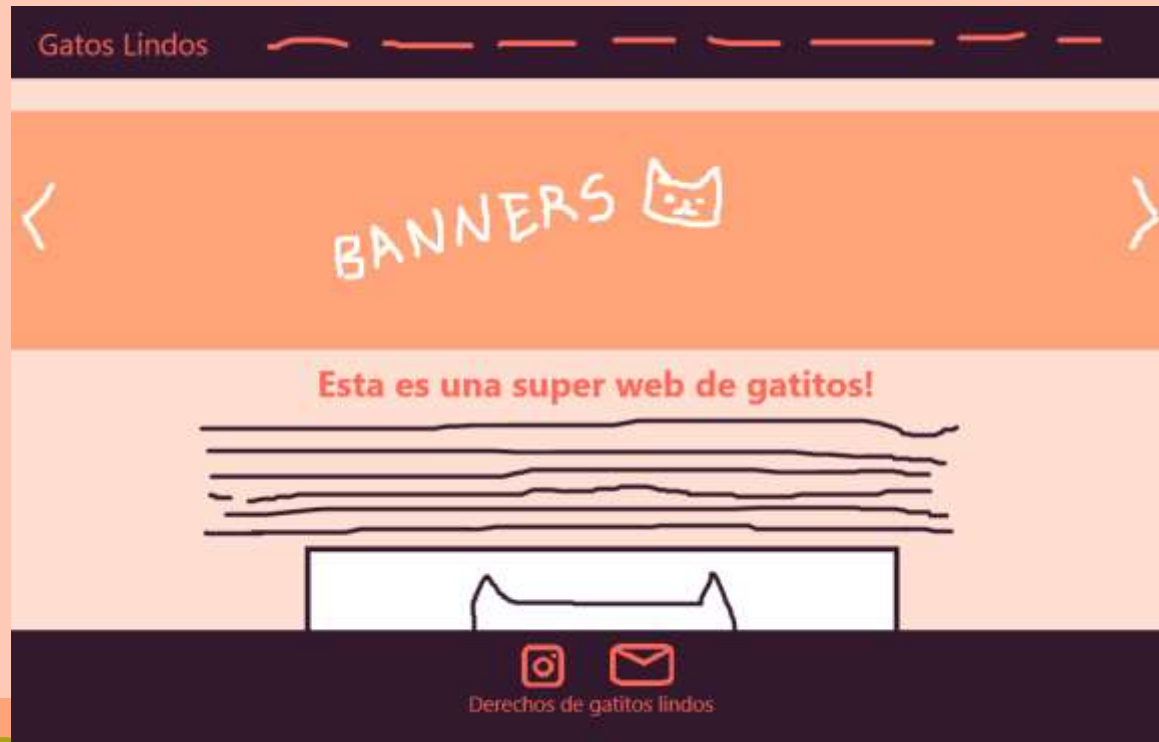 Gatos Lindos
BANNERS
Esta es una super web de gatitos!
Derechos de gatitos lindos